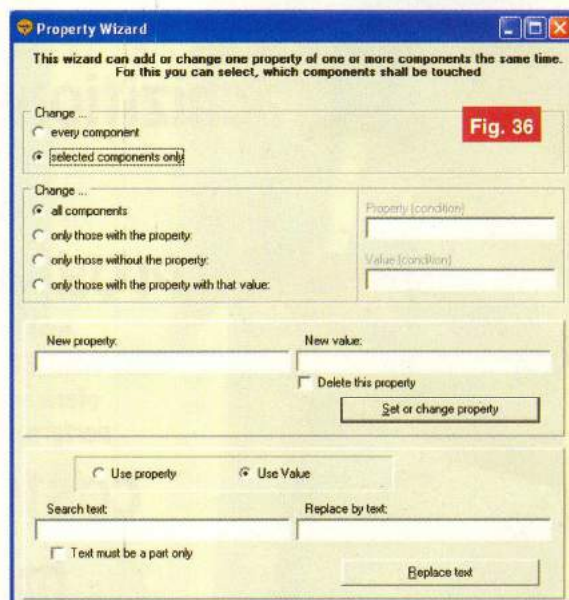 Property Wizard
This wizard can add or change one property of one or more components the same time.
For this you can select, which components shall be touched
Change ...
every component
Fig. 36
selected components only
Change ...
all components
Property (condition)
only those with the property:
only those without the property:
Value (condition)
only those with the property with that value:
New property:
New value:
Delete this property
Set or change property
Use property
Use Value
Search text:
Replace by text:
Text must be a part only
Replace text